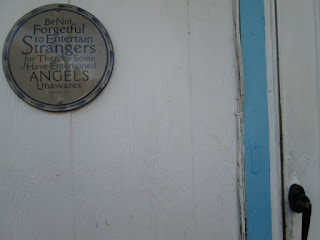 Be Not
Forgetful
to Entertain
Strangers
for Thereby Some
Have Entertained
ANGELS
Unawares